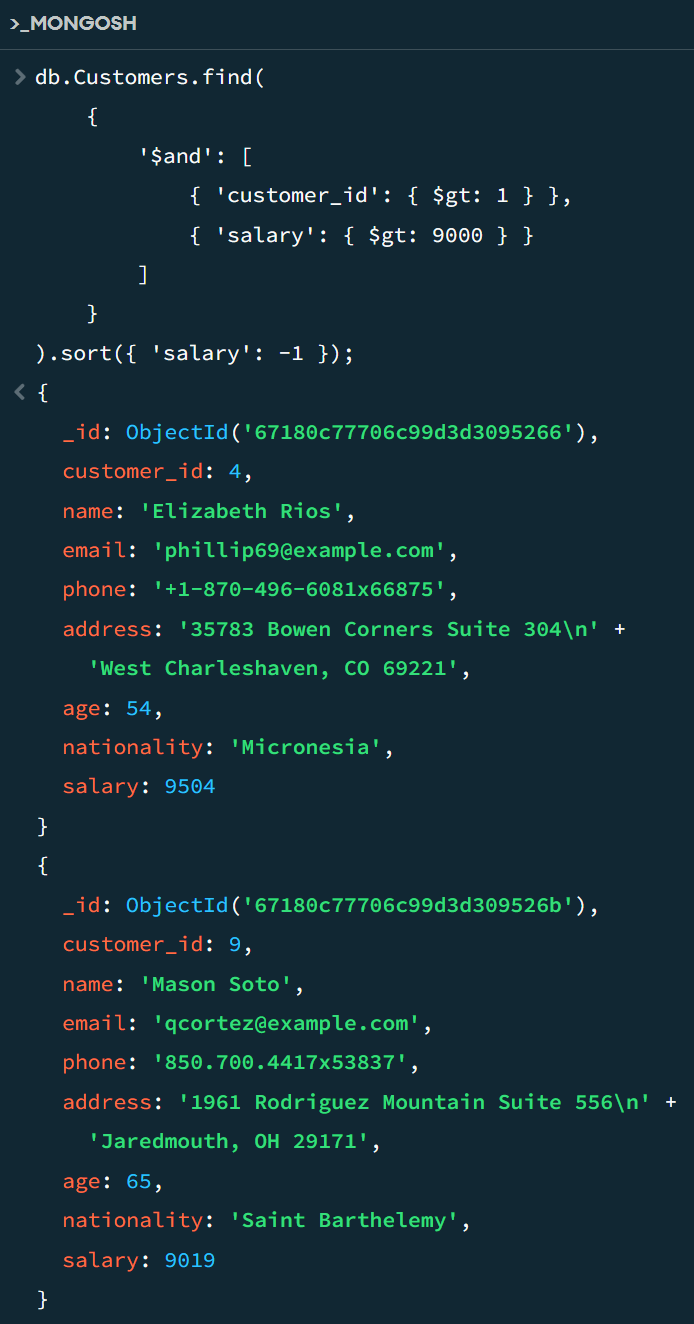 >_MONGOSH
> db.Customers.find(
{
'$and': [
{ 'customer_id': { $gt: 1 } },
{ 'salary': { $gt: 9000 } }
]
}
).sort({ 'salary': -1 });
< {
_id: ObjectId('67180c77706c99d3d3095266'),
customer_id: 4,
name: 'Elizabeth Rios',
email: 'phillip69@example.com',
phone: '+1-870-496-6081x66875',
address: '35783 Bowen Corners Suite 304\n' +
'West Charleshaven, CO 69221',
age: 54,
nationality: 'Micronesia',
salary: 9504
}
{
_id: ObjectId('67180c77706c99d3d309526b'),
customer_id: 9,
name: 'Mason Soto',
email: 'qcortez@example.com',
phone: '850.700.4417x53837',
address: '1961 Rodriguez Mountain Suite 556\n' +
'Jaredmouth, OH 29171',
age: 65,
nationality: 'Saint Barthelemy',
salary: 9019
}